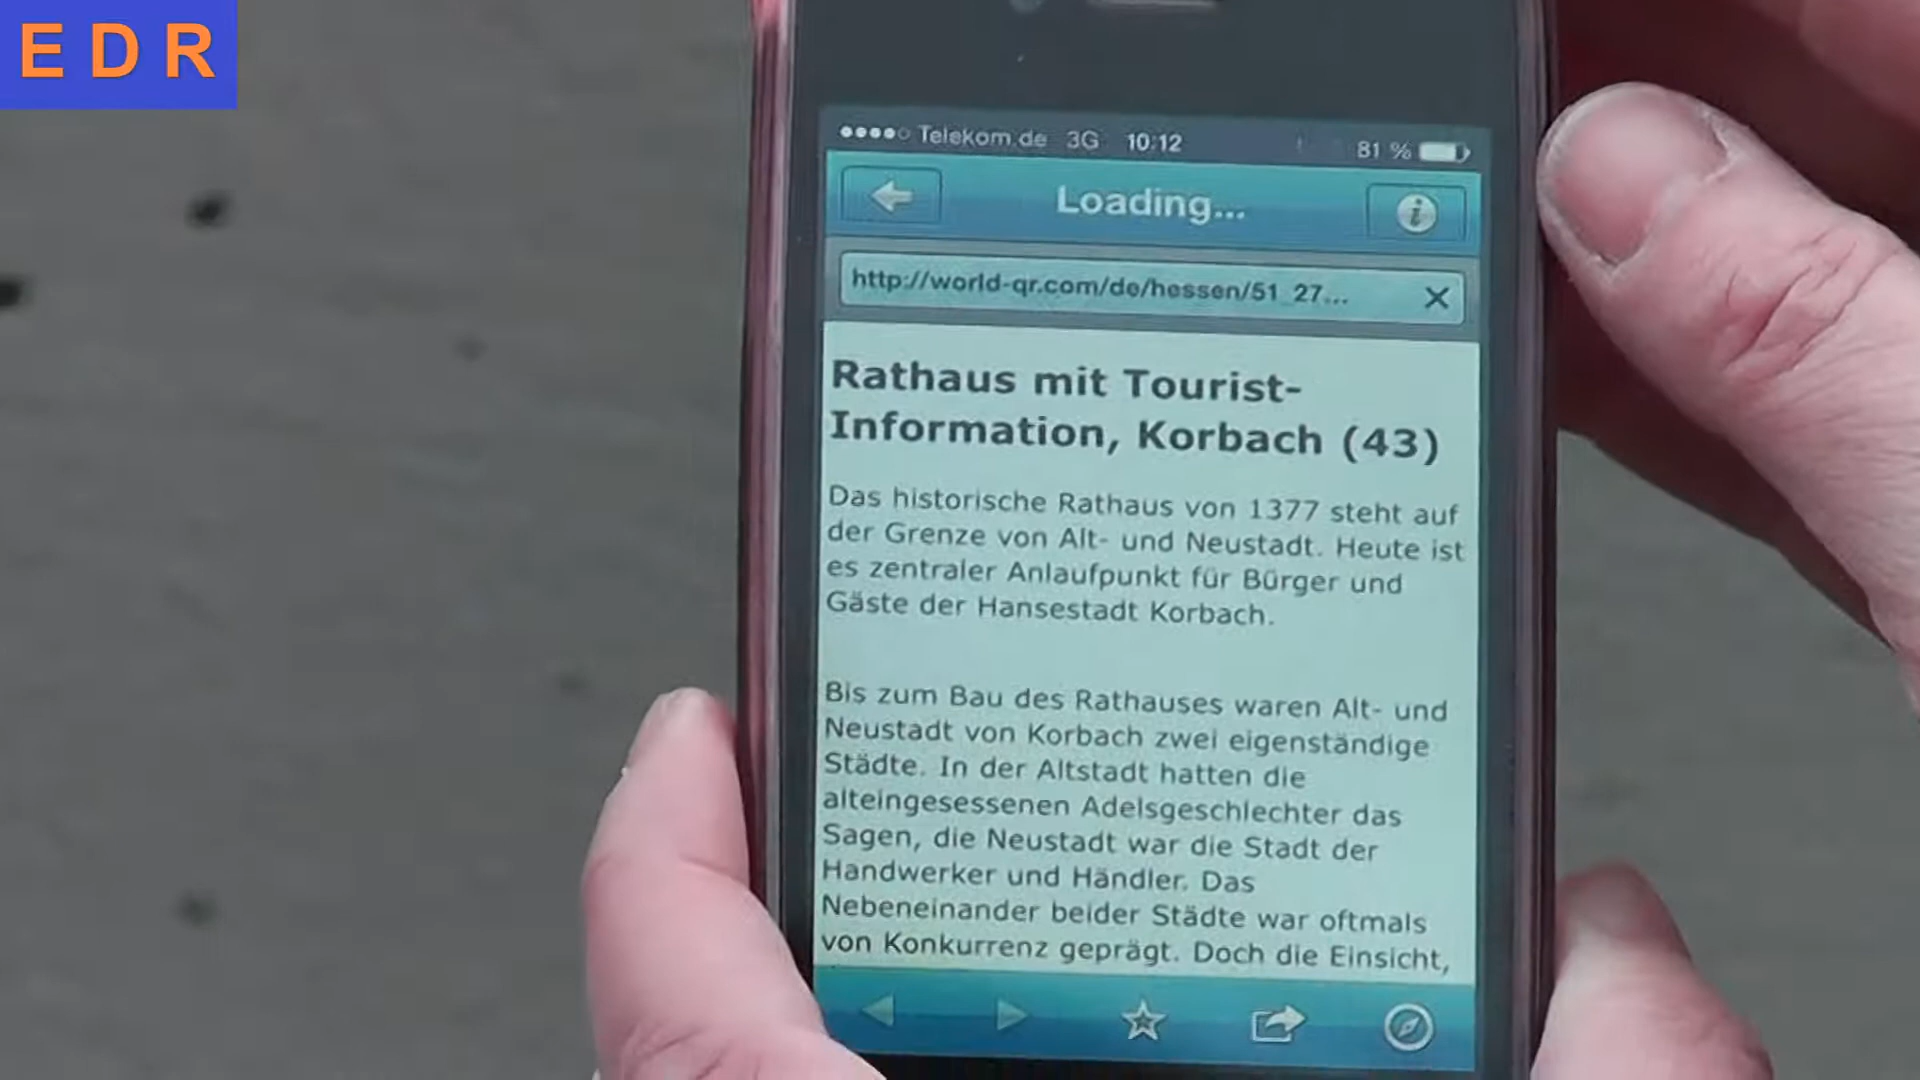 E D R
Telekom.de 3G 10:12 81 %
Loading...
http://world-qr.com/de/hessen/51_27...
Rathaus mit Tourist-
Information, Korbach (43)
Das historische Rathaus von 1377 steht auf
der Grenze von Alt- und Neustadt. Heute ist
es zentraler Anlaufpunkt für Bürger und
Gäste der Hansestadt Korbach.
Bis zum Bau des Rathauses waren Alt- und
Neustadt von Korbach zwei eigenständige
Städte. In der Altstadt hatten die
alteingesessenen Adelsgeschlechter das
Sagen, die Neustadt war die Stadt der
Handwerker und Händler. Das
Nebeneinander beider Städte war oftmals
von Konkurrenz geprägt. Doch die Einsicht,